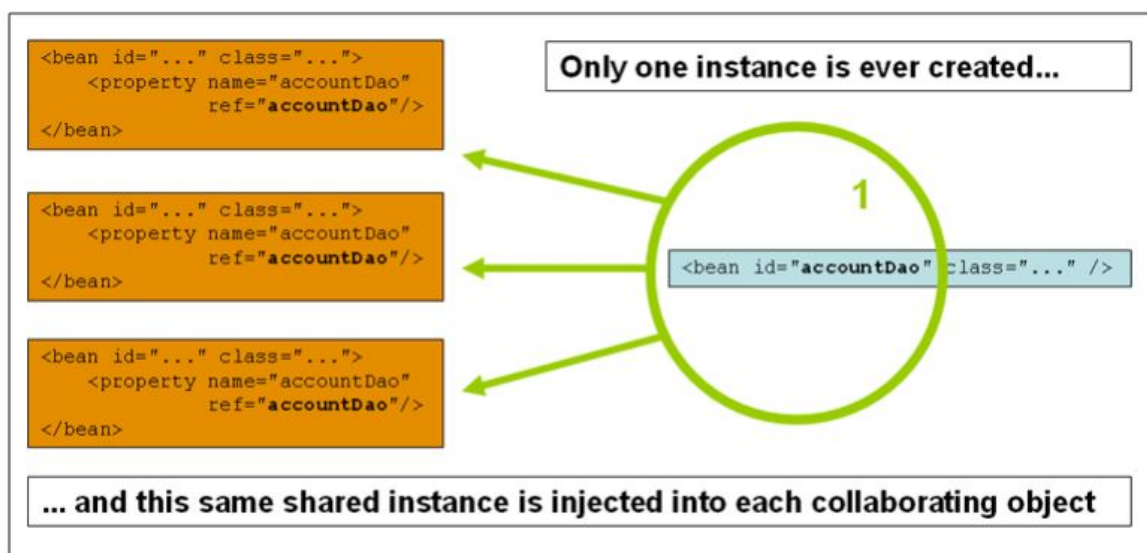 <bean id="..." class="...">
<property name="accountDao"
ref="accountDao"/>
</bean>
Only one instance is ever created...
<bean id="..." class="...">
<property name="accountDao"
ref="accountDao"/>
</bean>
1
<bean id="accountDao" class="..." />
<bean id="..." class="...">
<property name="accountDao"
ref="accountDao"/>
</bean>
... and this same shared instance is injected into each collaborating object